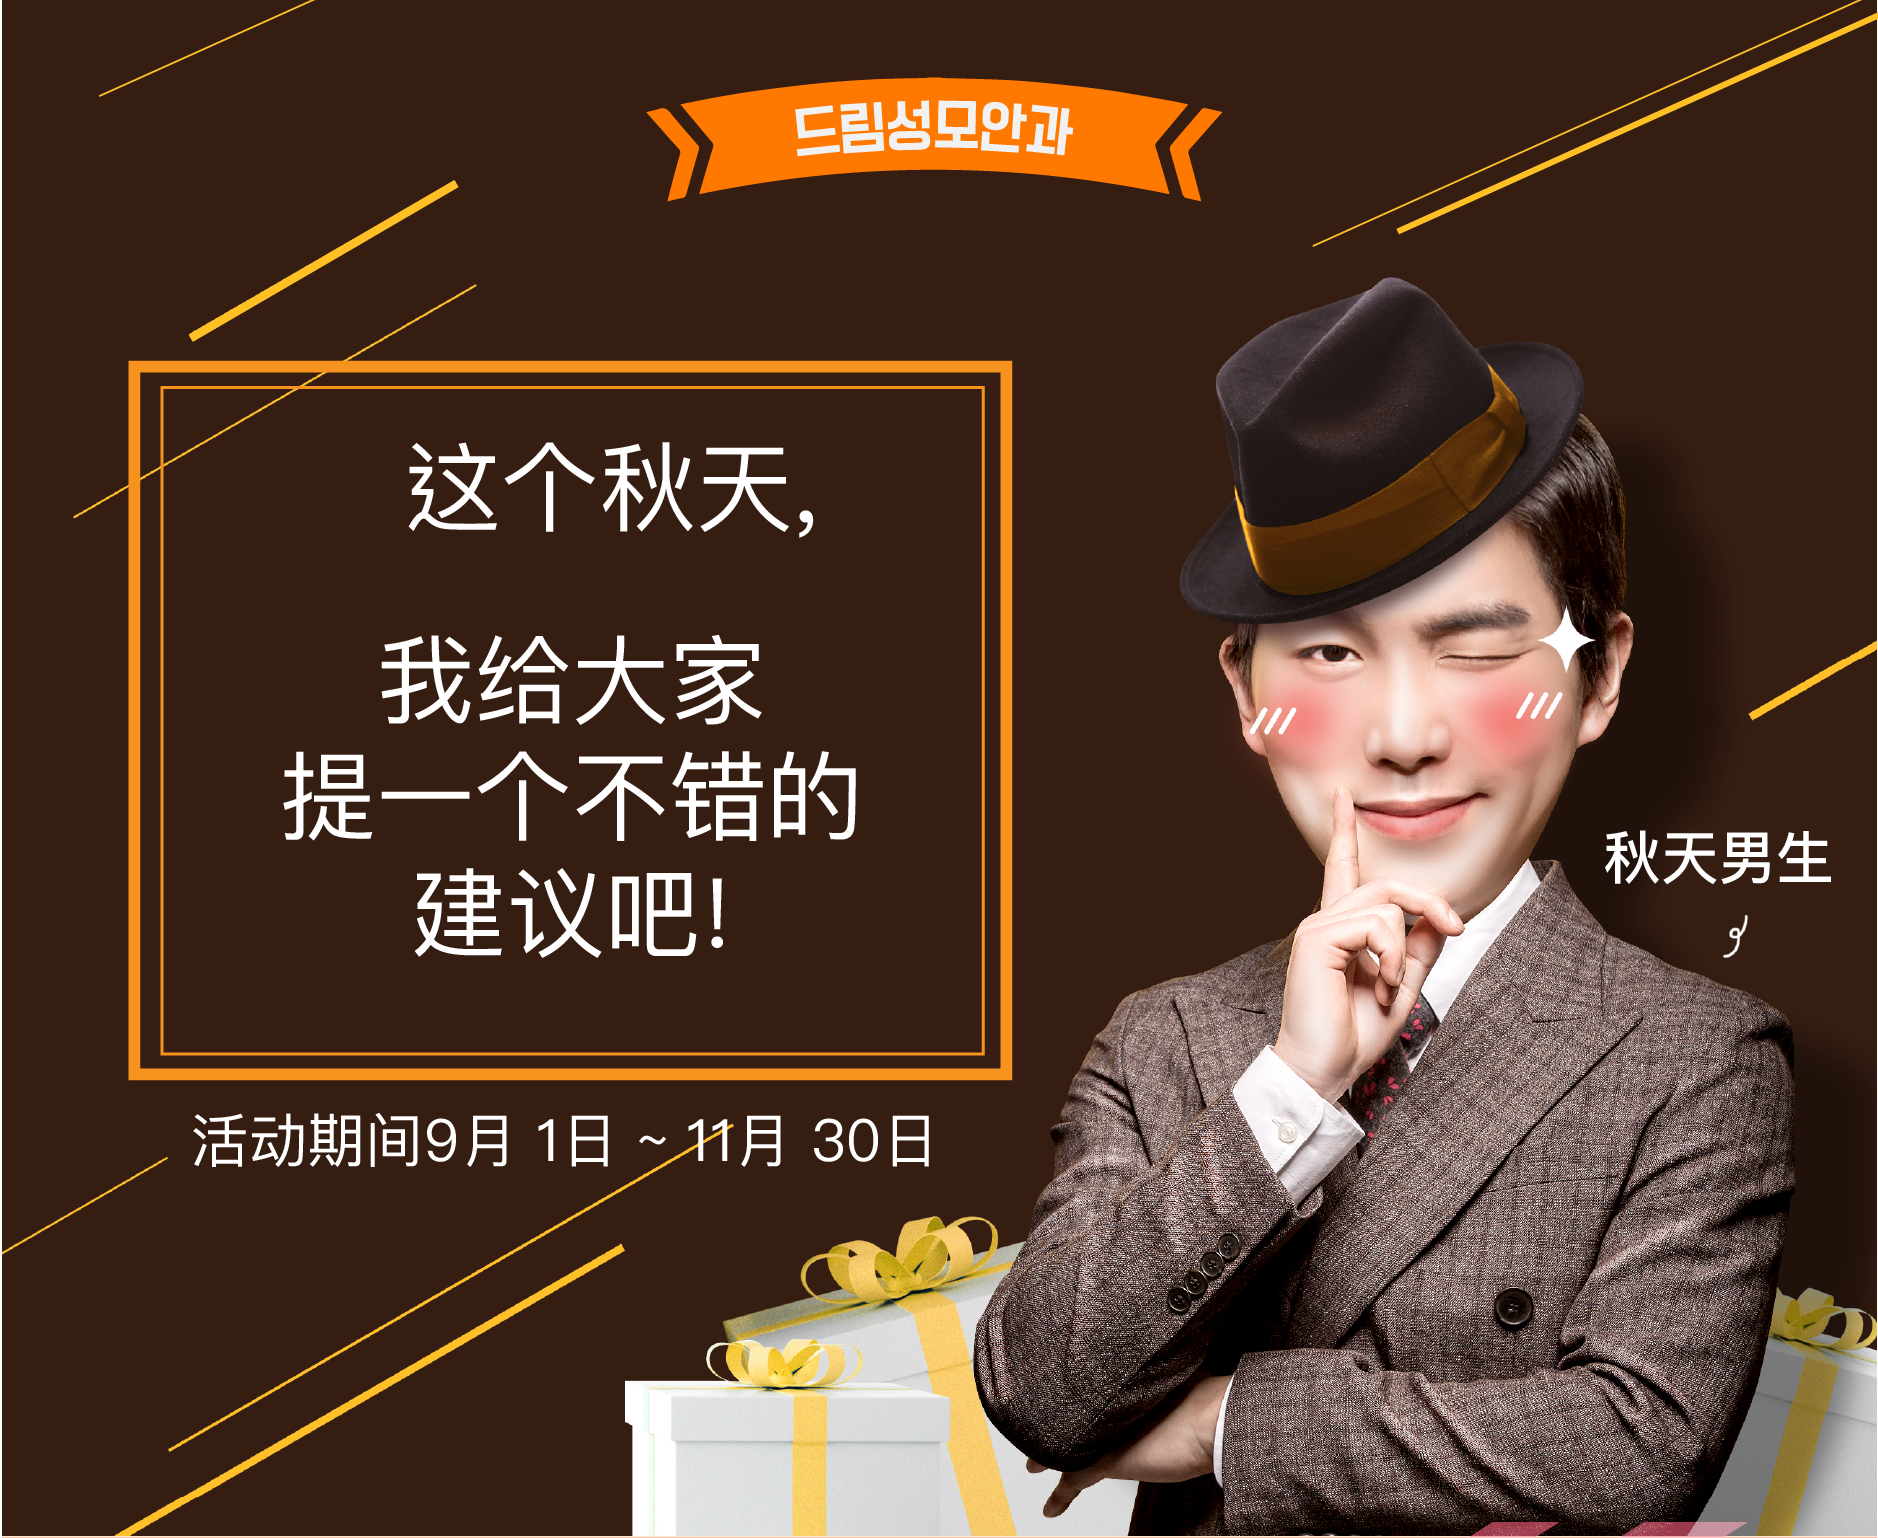 드림성모안과
这个秋天,
我给大家
提一个不错的
建议吧!
秋天男生
活动期间9月 1日 ~ 11月 30日